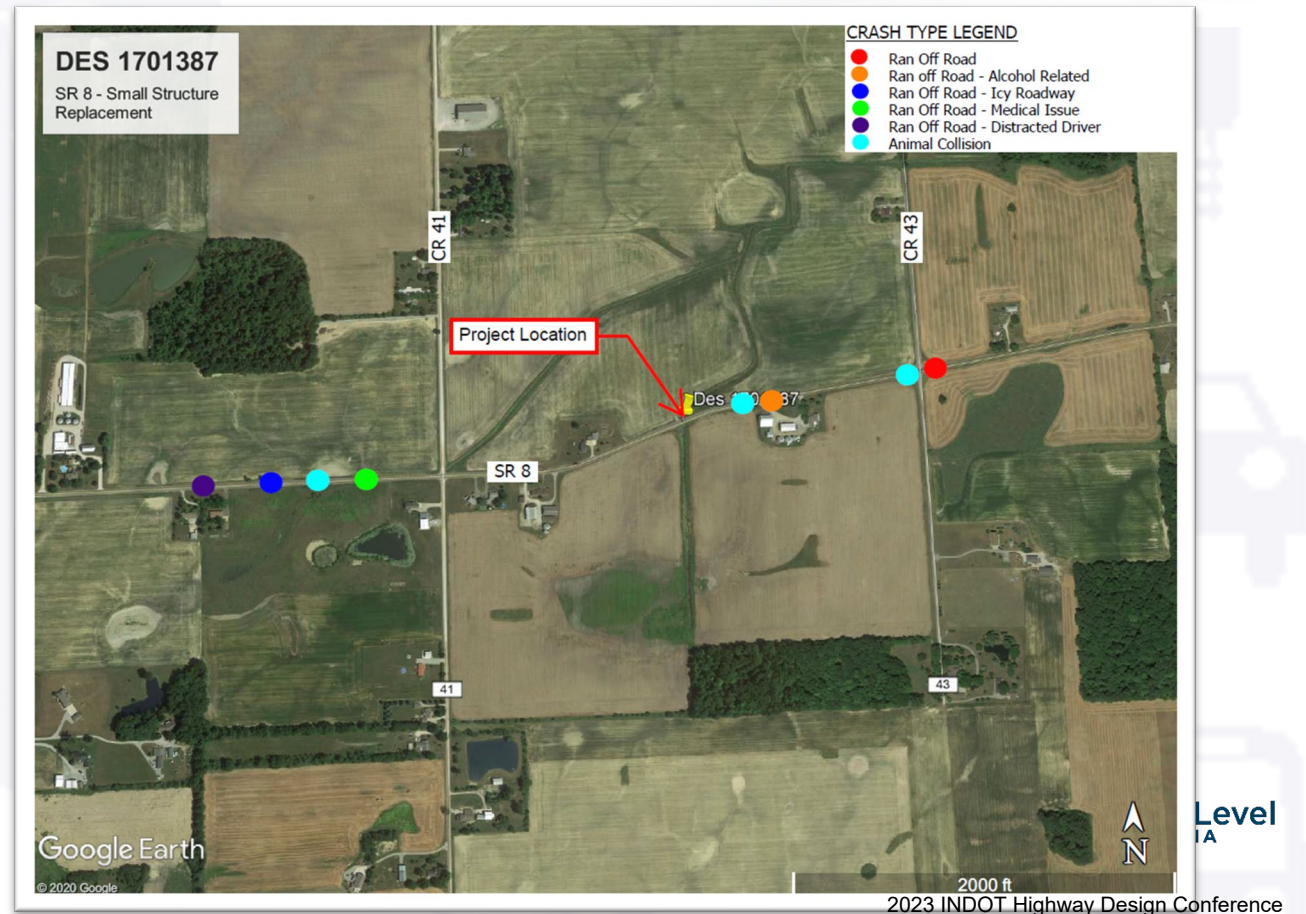 DES 1701387
SR 8 - Small Structure
Replacement
CRASH TYPE LEGEND
Ran Off Road
Ran off Road - Alcohol Related
Ran Off Road - Icy Roadway
Ran Off Road - Medical Issue
Ran Off Road - Distracted Driver
Animal Collision
CR 41
CR 43
Project Location
Des 87
SR 8
41
43
Level
N
Google Earth
© 2020 Google
2000 ft
2023 INDOT Highway Design Conference